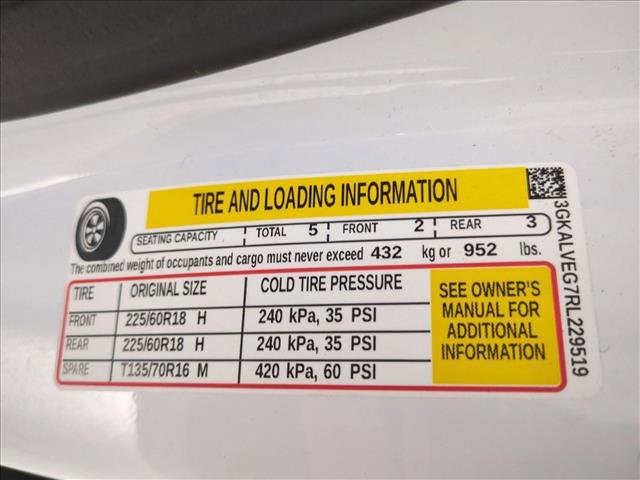 TIRE AND LOADING INFORMATION
SEATING CAPACITY TOTAL 5 FRONT 2 REAR 3
The combined weight of occupants and cargo must never exceed 432 kg or 952 lbs.
TIRE ORIGINAL SIZE COLD TIRE PRESSURE
FRONT 225/60R18 H 240 kPa, 35 PSI
REAR 225/60R18 H 240 kPa, 35 PSI
SPARE T135/70R16 M 420 kPa, 60 PSI
SEE OWNER'S
MANUAL FOR
ADDITIONAL
INFORMATION
3GKALVEG7RL229519